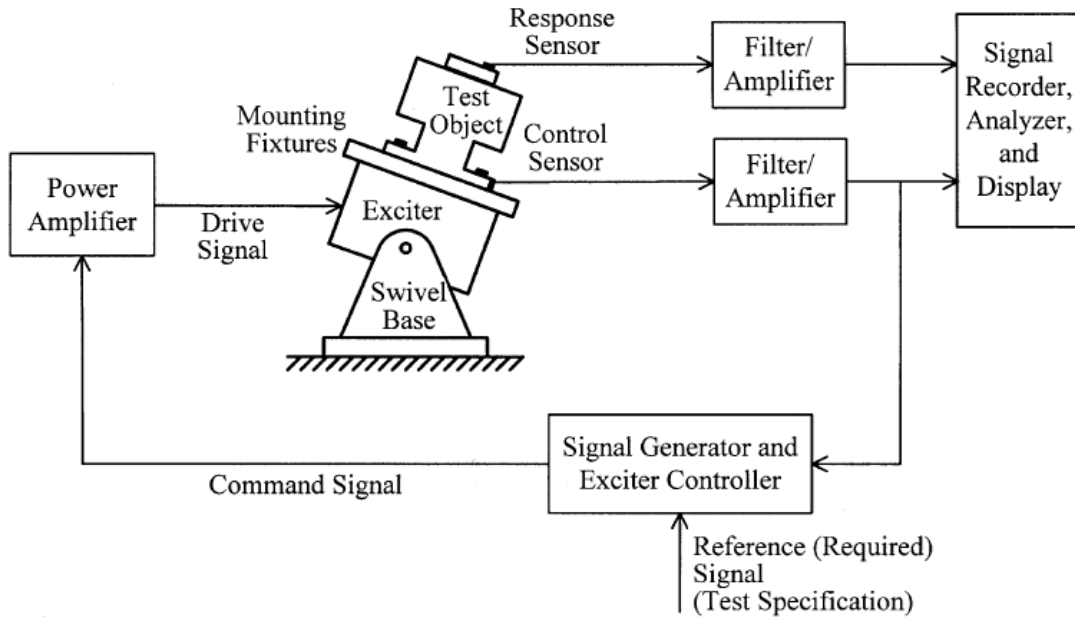 Response
Sensor
Filter/
Amplifier
Signal
Recorder,
Analyzer,
and
Display
Mounting
Fixtures
Test
Object
Control
Sensor
Filter/
Amplifier
Power
Amplifier
Drive
Signal
Exciter
Swivel
Base
Signal Generator and
Exciter Controller
Command Signal
Reference (Required)
Signal
(Test Specification)